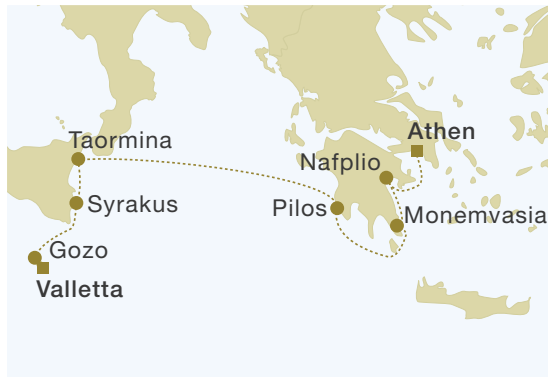 Taormina
Athen
Nafplio
Syrakus
Pilos
Monemvasia
Gozo
Valletta